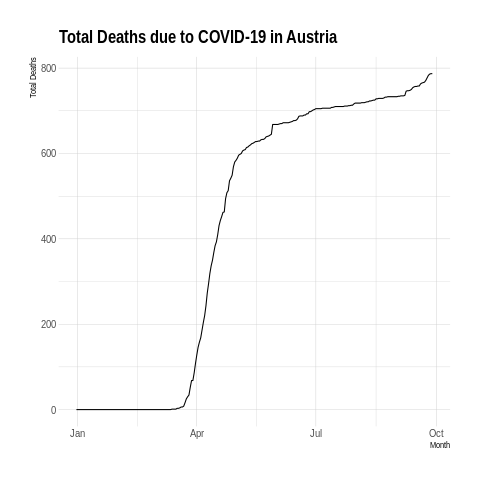 Total Deaths due to COVID-19 in Austria
Total Deaths
800
600
400
200
0
Jan Apr Jul Oct
Month